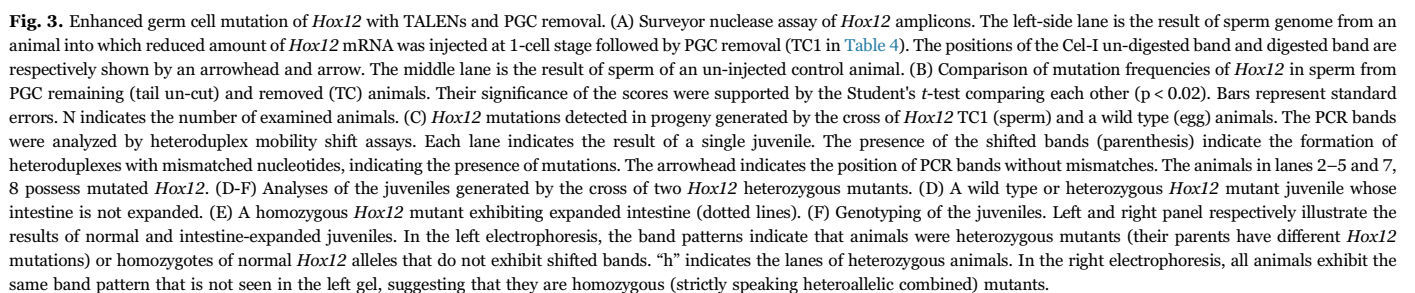 Fig. 3. Enhanced germ cell mutation of Hox12 with TALENs and PGC removal. (A) Surveyor nuclease assay of Hox12 amplicons. The left-side lane is the result of sperm genome from an
animal into which reduced amount of Hox12 mRNA was injected at 1-cell stage followed by PGC removal (TC1 in Table 4). The positions of the Cel-I un-digested band and digested band are
respectively shown by an arrowhead and arrow. The middle lane is the result of sperm of an un-injected control animal. (B) Comparison of mutation frequencies of Hox12 in sperm from
PGC remaining (tail un-cut) and removed (TC) animals. Their significance of the scores were supported by the Student's t-test comparing each other (p < 0.02). Bars represent standard
errors. N indicates the number of examined animals. (C) Hox12 mutations detected in progeny generated by the cross of Hox12 TC1 (sperm) and a wild type (egg) animals. The PCR bands
were analyzed by heteroduplex mobility shift assays. Each lane indicates the result of a single juvenile. The presence of the shifted bands (parenthesis) indicate the formation of
heteroduplexes with mismatched nucleotides, indicating the presence of mutations. The arrowhead indicates the position of PCR bands without mismatches. The animals in lanes 2–5 and 7,
8 possess mutated Hox12. (D-F) Analyses of the juveniles generated by the cross of two Hox12 heterozygous mutants. (D) A wild type or heterozygous Hox12 mutant juvenile whose
intestine is not expanded. (E) A homozygous Hox12 mutant exhibiting expanded intestine (dotted lines). (F) Genotyping of the juveniles. Left and right panel respectively illustrate the
results of normal and intestine-expanded juveniles. In the left electrophoresis, the band patterns indicate that animals were heterozygous mutants (their parents have different Hox12
mutations) or homozygotes of normal Hox12 alleles that do not exhibit shifted bands. “h” indicates the lanes of heterozygous animals. In the right electrophoresis, all animals exhibit the
same band pattern that is not seen in the left gel, suggesting that they are homozygous (strictly speaking heteroallelic combined) mutants.